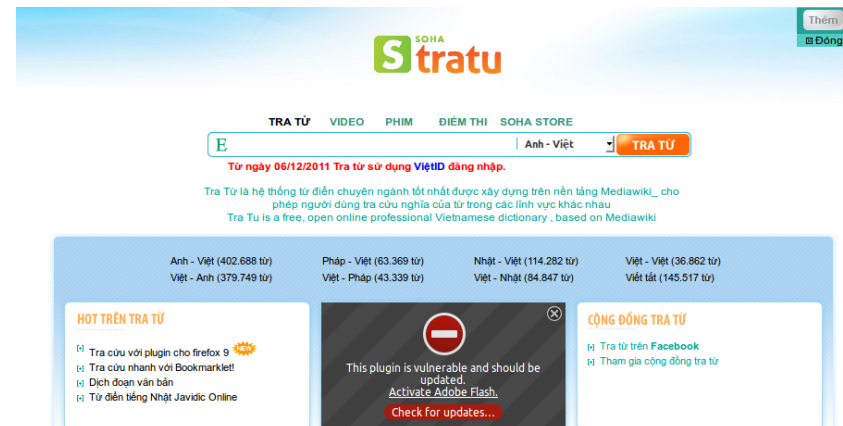 Thêm
Đóng
SOHA
Stratu
TRA TỪ VIDEO PHIM ĐIỂM THI SOHA STORE
E Anh - Việt TRA TỪ
Từ ngày 06/12/2011 Tra từ sử dụng ViệtID đăng nhập.
Tra Từ là hệ thống từ điển chuyên ngành tốt nhất được xây dựng trên nền tảng Mediawiki_ cho
phép người dùng tra cứu nghĩa của từ trong các lĩnh vực khác nhau
Tra Tu is a free, open online professional Vietnamese dictionary , based on Mediawiki
Anh - Việt (402.688 từ) Pháp - Việt (63.369 từ) Nhật - Việt (114.282 từ) Việt - Việt (36.862 từ)
Việt - Anh (379.749 từ) Việt - Pháp (43.339 từ) Việt - Nhật (84.847 từ) Viết tắt (145.517 từ)
HOT TRÊN TRA TỪ
Tra cứu với plugin cho firefox 9 NEW
Tra cứu nhanh với Bookmarklet!
Dịch đoạn văn bản
Từ điển tiếng Nhật Javidic Online
This plugin is vulnerable and should be
updated.
Activate Adobe Flash.
Check for updates...
CỘNG ĐỒNG TRA TỪ
Tra từ trên Facebook
Tham gia cộng đồng tra từ